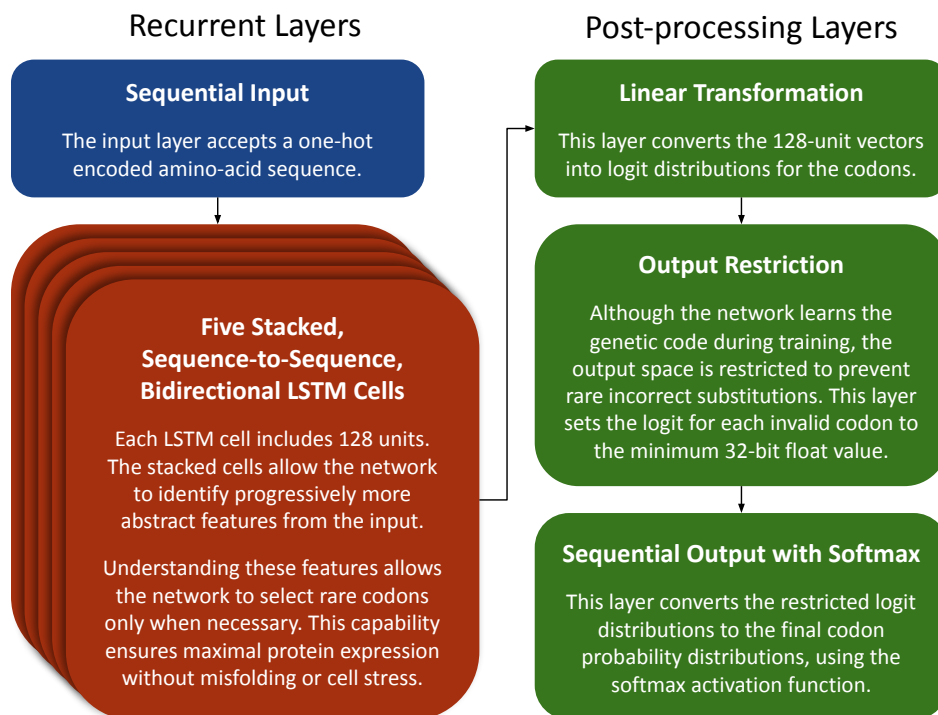 Recurrent Layers
Sequential Input
The input layer accepts a one-hot
encoded amino-acid sequence.
Five Stacked,
Sequence-to-Sequence,
Bidirectional LSTM Cells
Each LSTM cell includes 128 units.
The stacked cells allow the network
to identify progressively more
abstract features from the input.
Understanding these features allows
the network to select rare codons
only when necessary. This capability
ensures maximal protein expression
without misfolding or cell stress.
Post-processing Layers
Linear Transformation
This layer converts the 128-unit vectors
into logit distributions for the codons.
Output Restriction
Although the network learns the
genetic code during training, the
output space is restricted to prevent
rare incorrect substitutions. This layer
sets the logit for each invalid codon to
the minimum 32-bit float value.
Sequential Output with Softmax
This layer converts the restricted logit
distributions to the final codon
probability distributions, using the
softmax activation function.